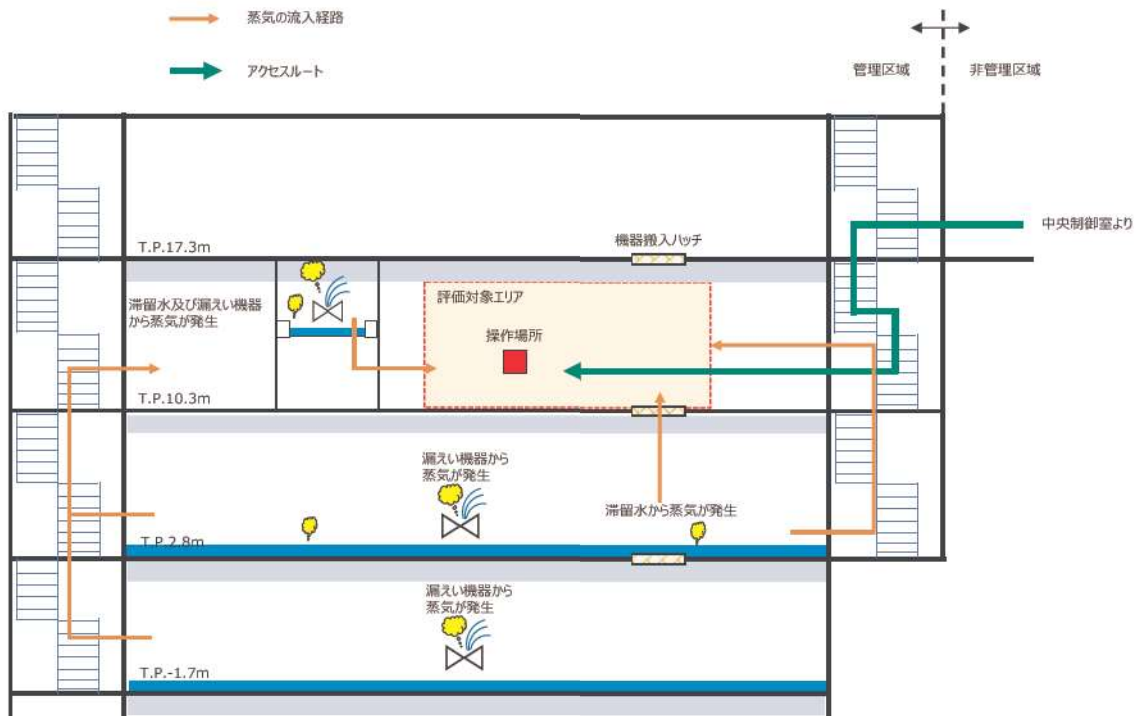 蒸気の流入経路
アクセスルート
管理区域
非管理区域
中央制御室より
T.P.17.3m
機器搬入ハッチ
滞留水及び漏えい機器
から蒸気が発生
評価対象エリア
操作場所
T.P.10.3m
漏えい機器から
蒸気が発生
滞留水から蒸気が発生
T.P.2.8m
漏えい機器から
蒸気が発生
T.P.-1.7m